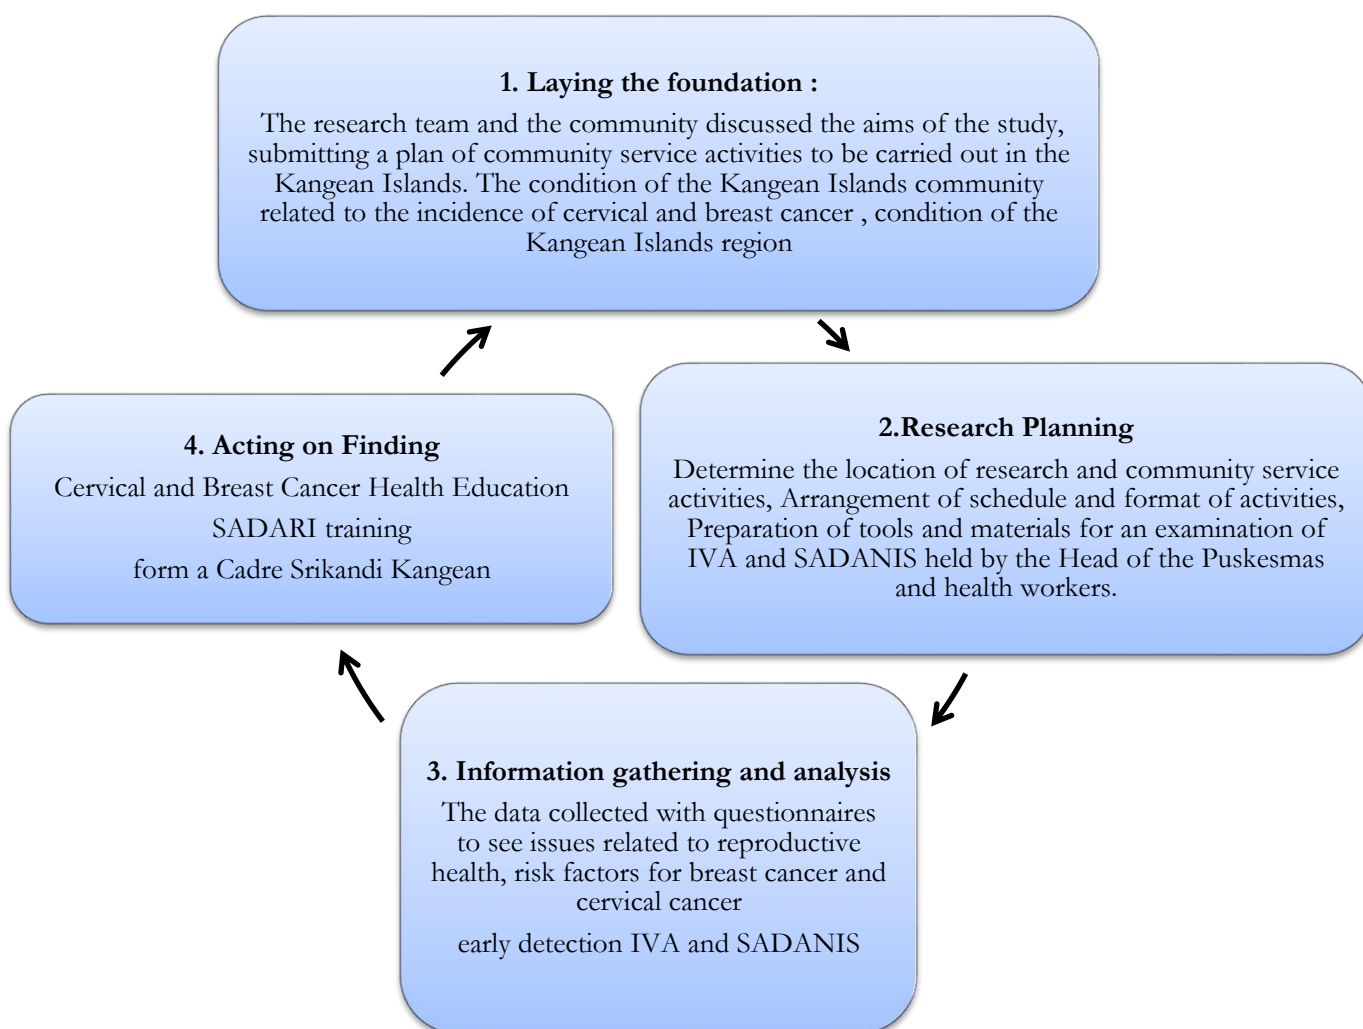 1. Laying the foundation :
The research team and the community discussed the aims of the study,
submitting a plan of community service activities to be carried out in the
Kangean Islands. The condition of the Kangean Islands community
related to the incidence of cervical and breast cancer , condition of the
Kangean Islands region
2.Research Planning
Determine the location of research and community service
activities, Arrangement of schedule and format of activities,
Preparation of tools and materials for an examination of
IVA and SADANIS held by the Head of the Puskesmas
and health workers.
3. Information gathering and analysis
The data collected with questionnaires
to see issues related to reproductive
health, risk factors for breast cancer and
cervical cancer
early detection IVA and SADANIS
4. Acting on Finding
Cervical and Breast Cancer Health Education
SADARI training
form a Cadre Srikandi Kangean